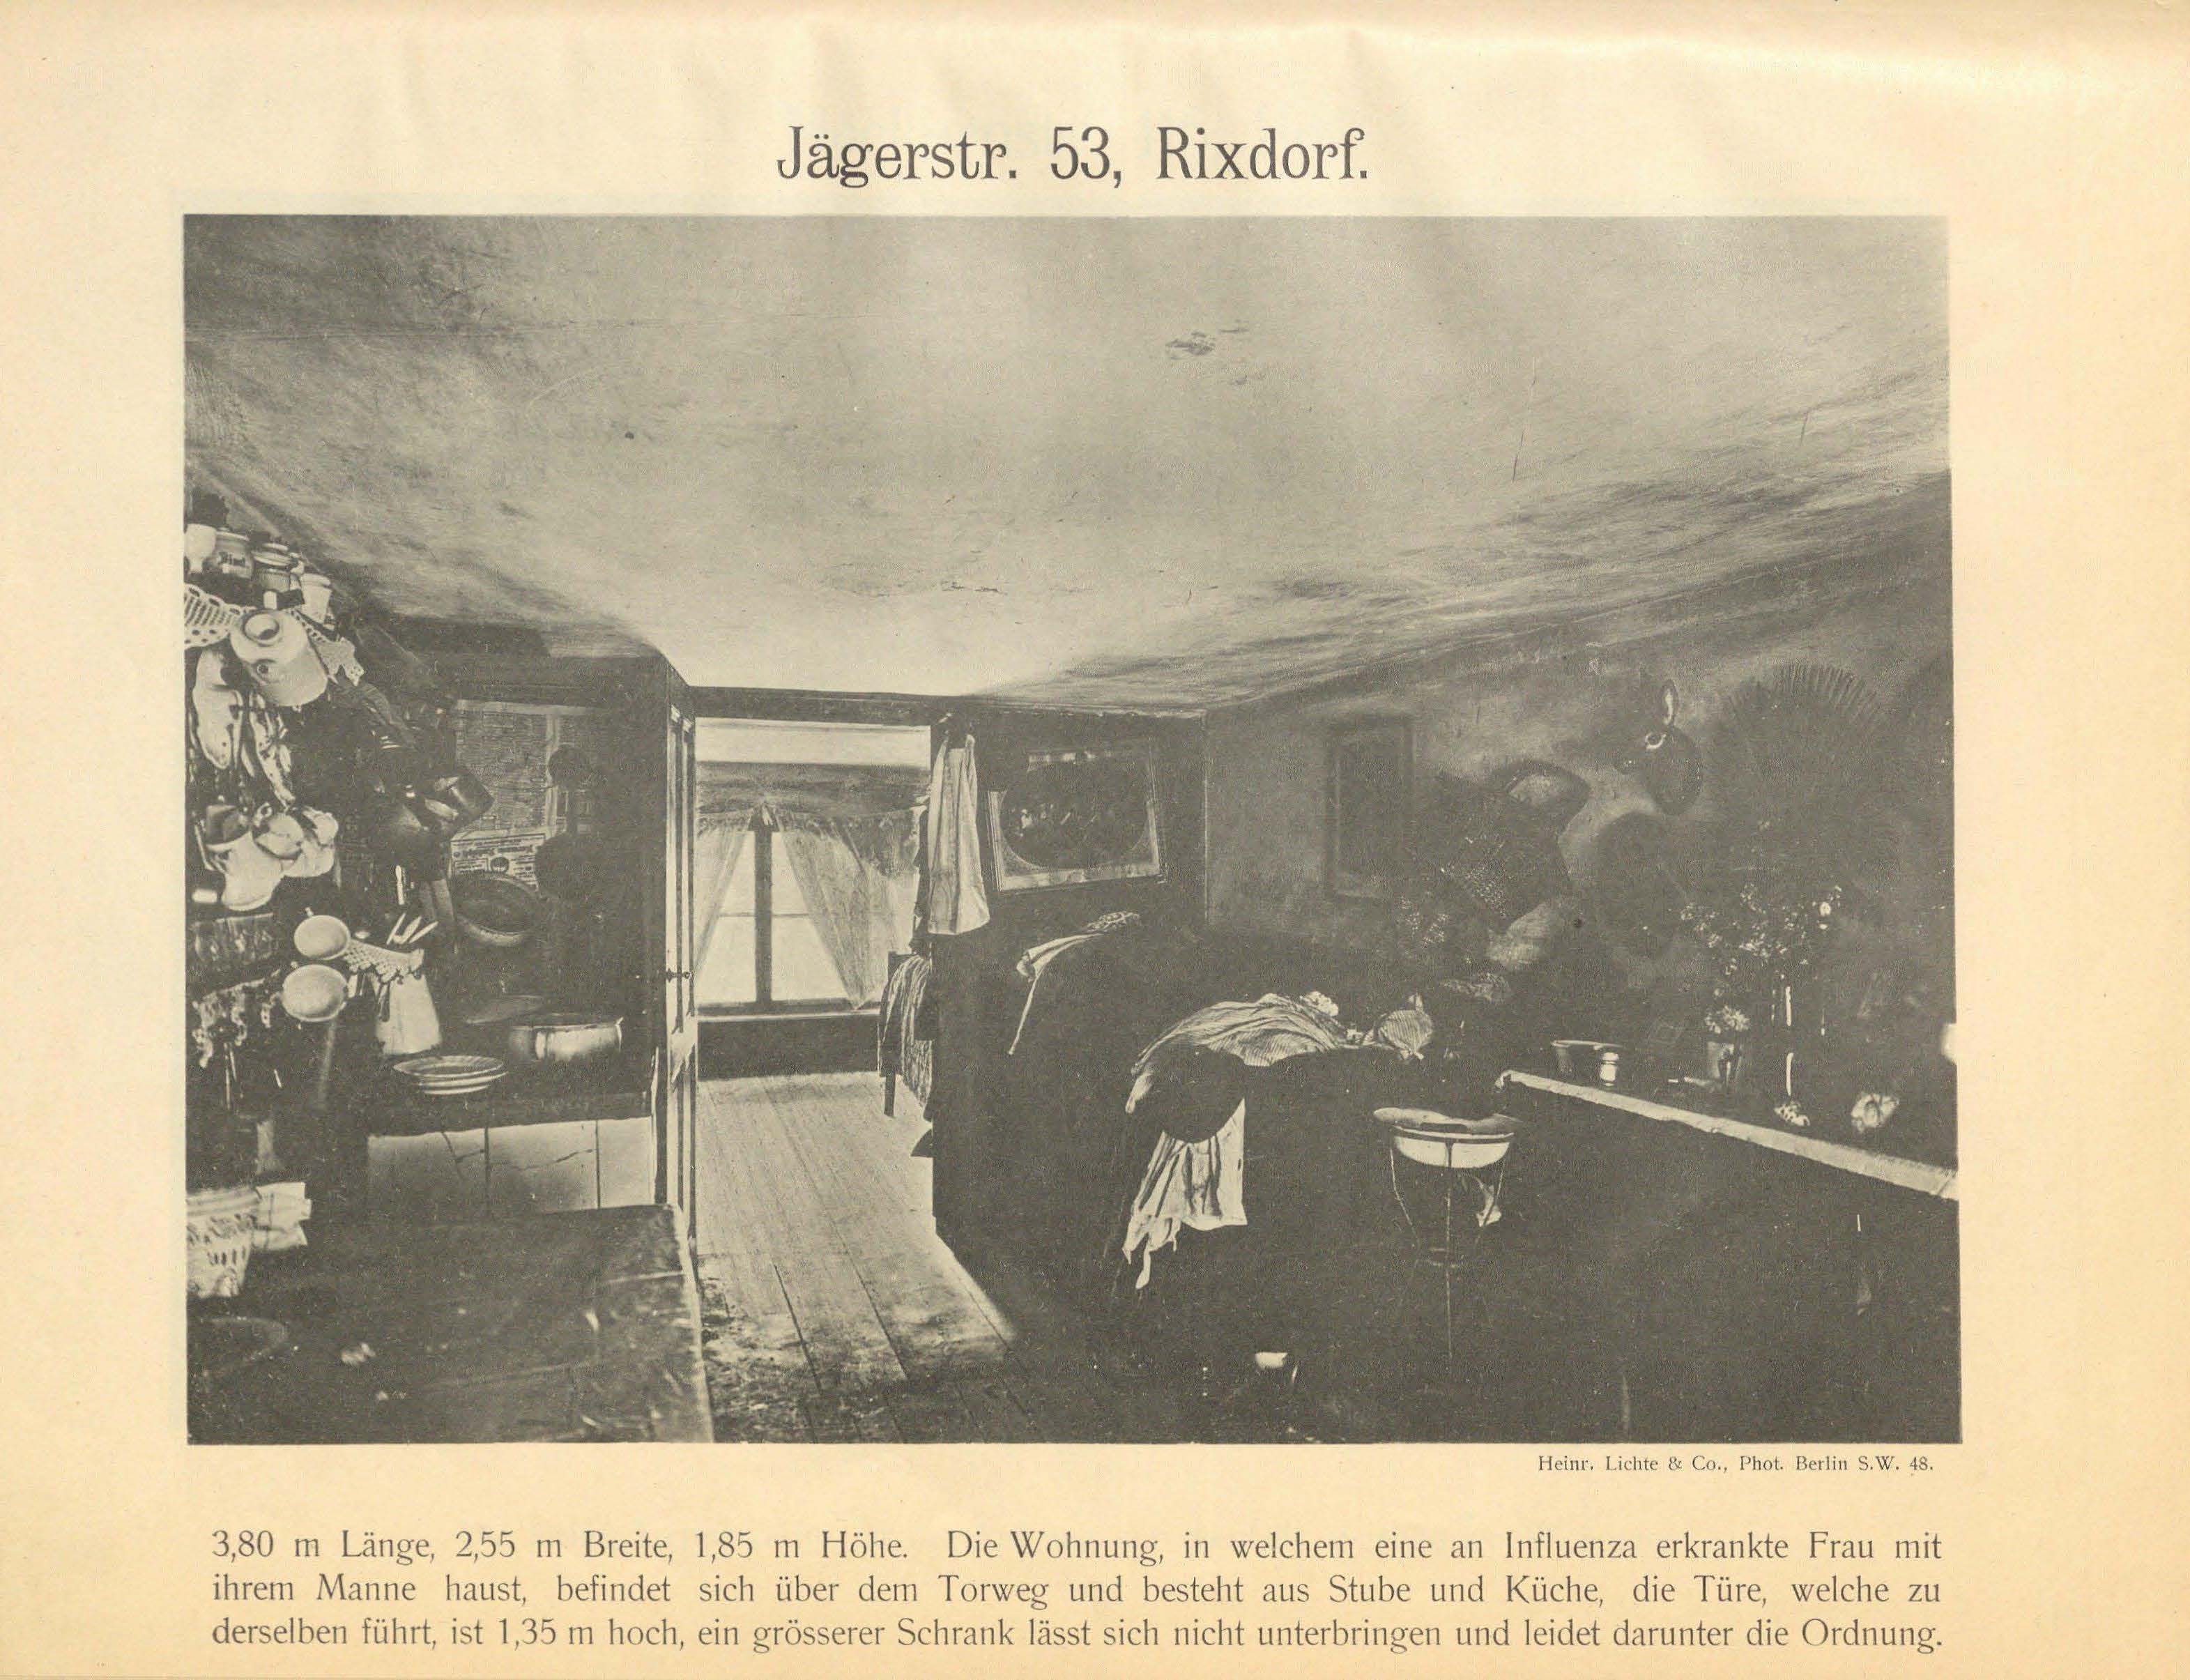 Jägerstr. 53, Rixdorf.
Heinr. Lichte & Co., Phot. Berlin S.W. 48.
3,80 m Länge, 2,55 m Breite, 1,85 m Höhe. Die Wohnung, in welchem eine an Influenza erkrankte Frau mit
ihrem Manne haust, befindet sich über dem Torweg und besteht aus Stube und Küche, die Türe, welche zu
derselben führt, ist 1,35 m hoch, ein grösserer Schrank lässt sich nicht unterbringen und leidet darunter die Ordnung.